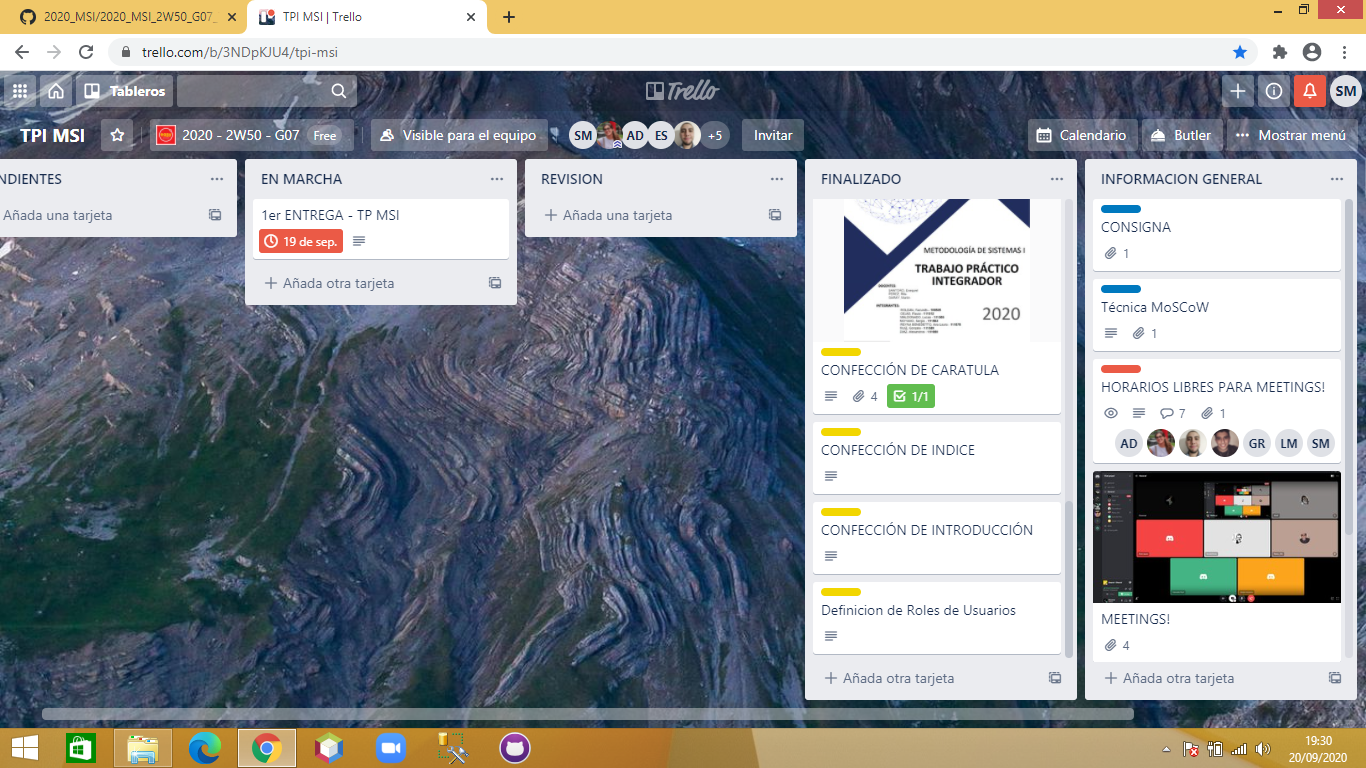 2020_MSI/2020_MSI_2W50_G07_
TPI MSI | Trello
trello.com/b/3NDpKJU4/tpi-msi
Tableros
Trello
SM
TPI MSI
2020 - 2W50 - G07 Free
Visible para el equipo
SM AD ES +5
Invitar
Calendario
Butler
Mostrar menú
NDIENTES
Añada una tarjeta
EN MARCHA
1er ENTREGA - TP MSI
19 de sep.
Añada otra tarjeta
REVISION
Añada una tarjeta
FINALIZADO
METODOLOGÍA DE SISTEMAS I
TRABAJO PRÁCTICO
INTEGRADOR
2020
CONFECCIÓN DE CARATULA
4 1/1
CONFECCIÓN DE INDICE
CONFECCIÓN DE INTRODUCCIÓN
Definicion de Roles de Usuarios
Añada otra tarjeta
INFORMACION GENERAL
CONSIGNA
1
Técnica MoSCoW
1
HORARIOS LIBRES PARA MEETINGS!
7 1
AD GR LM SM
MEETINGS!
4
Añada otra tarjeta
19:30
20/09/2020